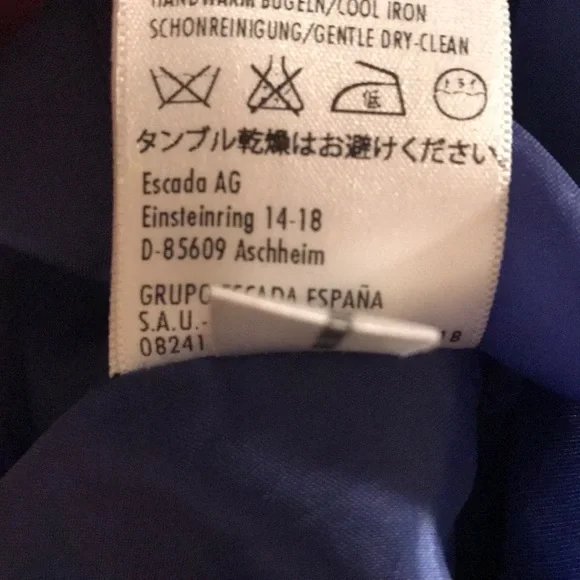 HANDWARM BÜGELN/COOL IRON
SCHONREINIGUNG/GENTLE DRY-CLEAN
低
タンブル乾燥はお避けください
Escada AG
Einsteinring 14-18
D-85609 Aschheim
GRUPO ESCADA ESPAÑA
S.A.U.-
08241